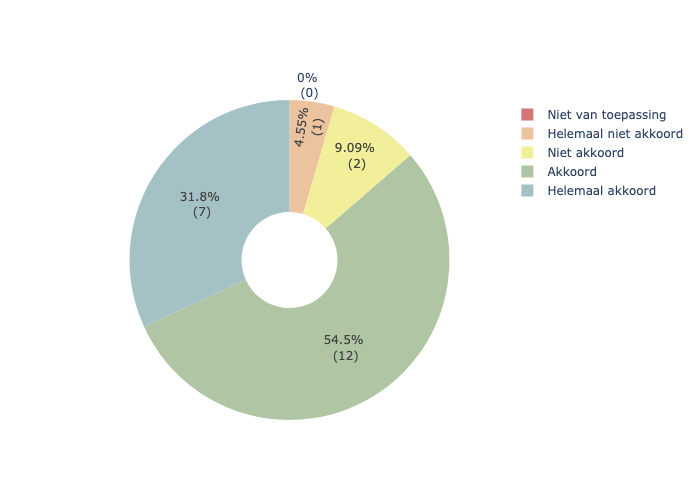 0%
(0)
4.55%
(1)
9.09%
(2)
31.8%
(7)
54.5%
(12)
Niet van toepassing
Helemaal niet akkoord
Niet akkoord
Akkoord
Helemaal akkoord